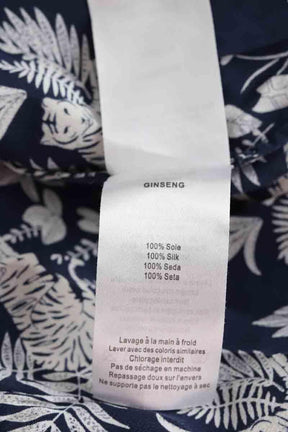 GINSENG
100% Soie
100% Silk
100% Seda
100% Seta
Lavage à la main à froid
Laver avec des coloris similaires
Chlorage interdit
Pas de séchage en machine
Repassage doux sur l'envers
Ne supporte pas le nettoyage à sec